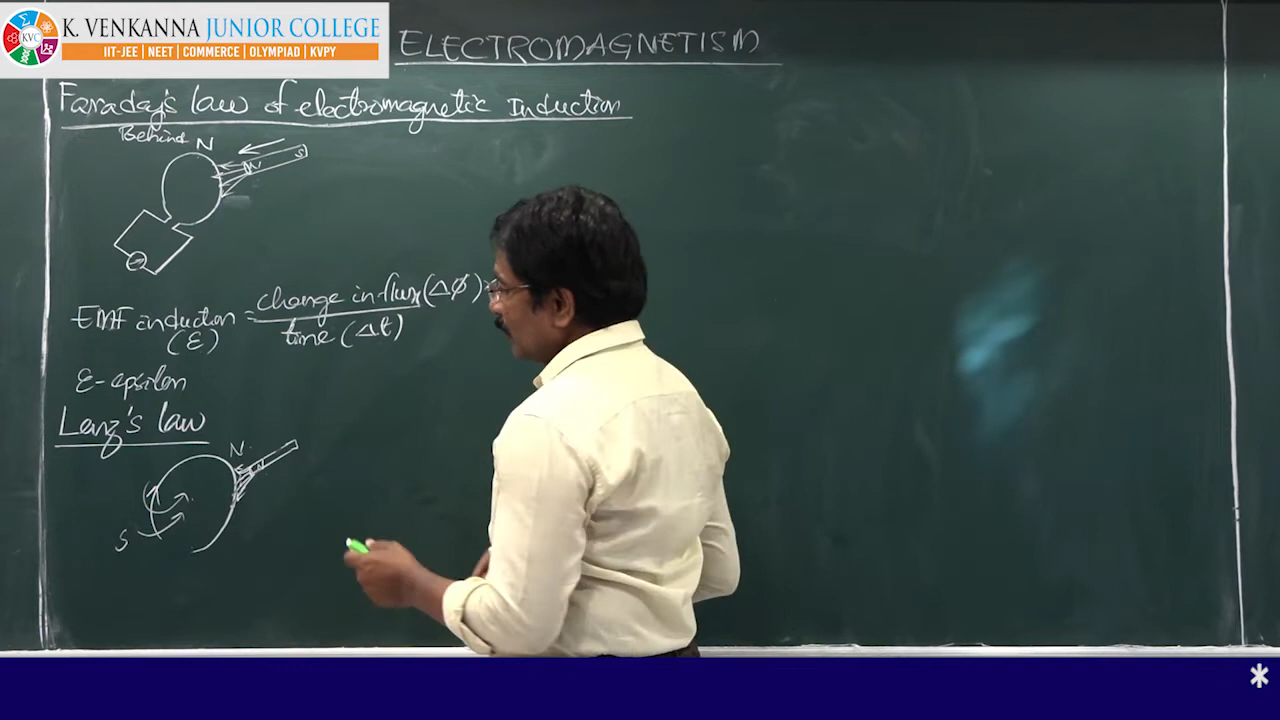 K. VENKANNA JUNIOR COLLEGE
KVC
IIT-JEE | NEET | COMMERCE | OLYMPIAD | KVPY
ELECTROMAGNETISM
Faraday's law of electromagnetic Induction
Behind N
S
N
EMF induction = change in flux (ΔΦ)
(ε) time (Δt)
ε-epsilon
Lenz's law
N
S
*